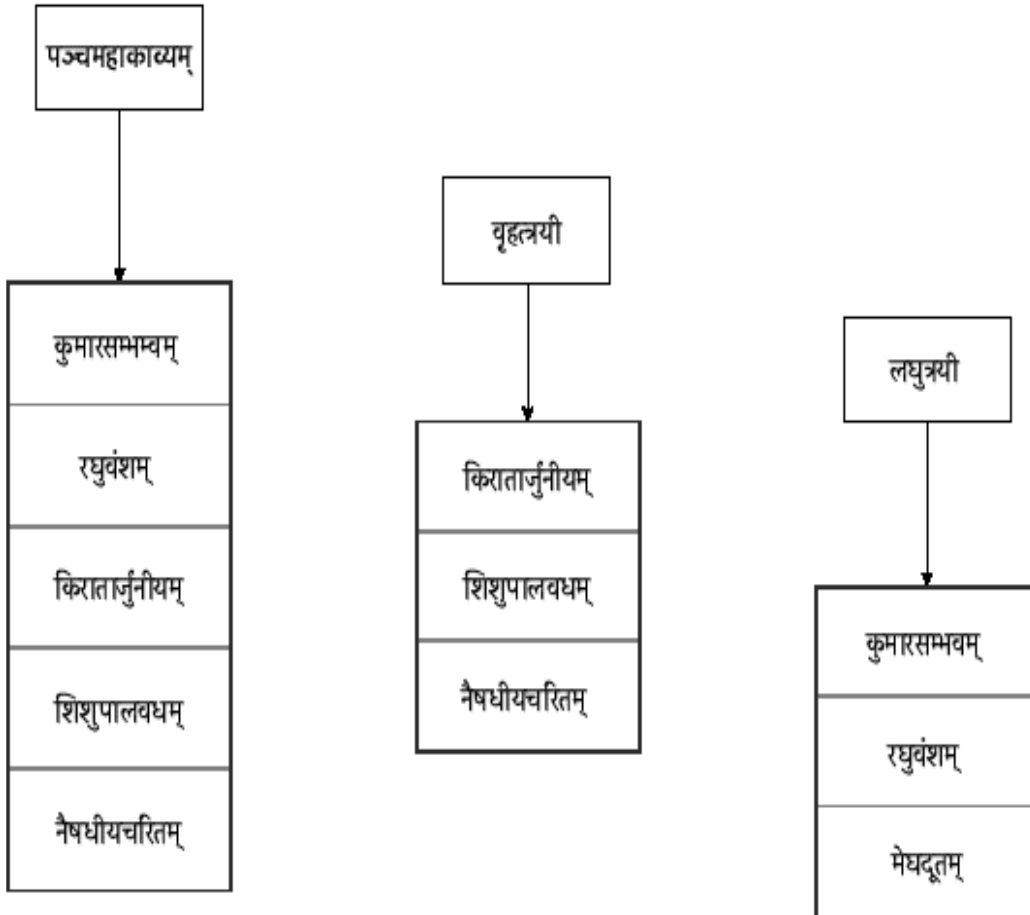 पञ्चमहाकाव्यम्
कुमारसम्भम्वम्
रघुवंशम्
किरातार्जुनीयम्
शिशुपालवधम्
नैषधीयचरितम्
वृहत्त्रयी
किरातार्जुनीयम्
शिशुपालवधम्
नैषधीयचरितम्
लघुत्रयी
कुमारसम्भवम्
रघुवंशम्
मेघदूतम्